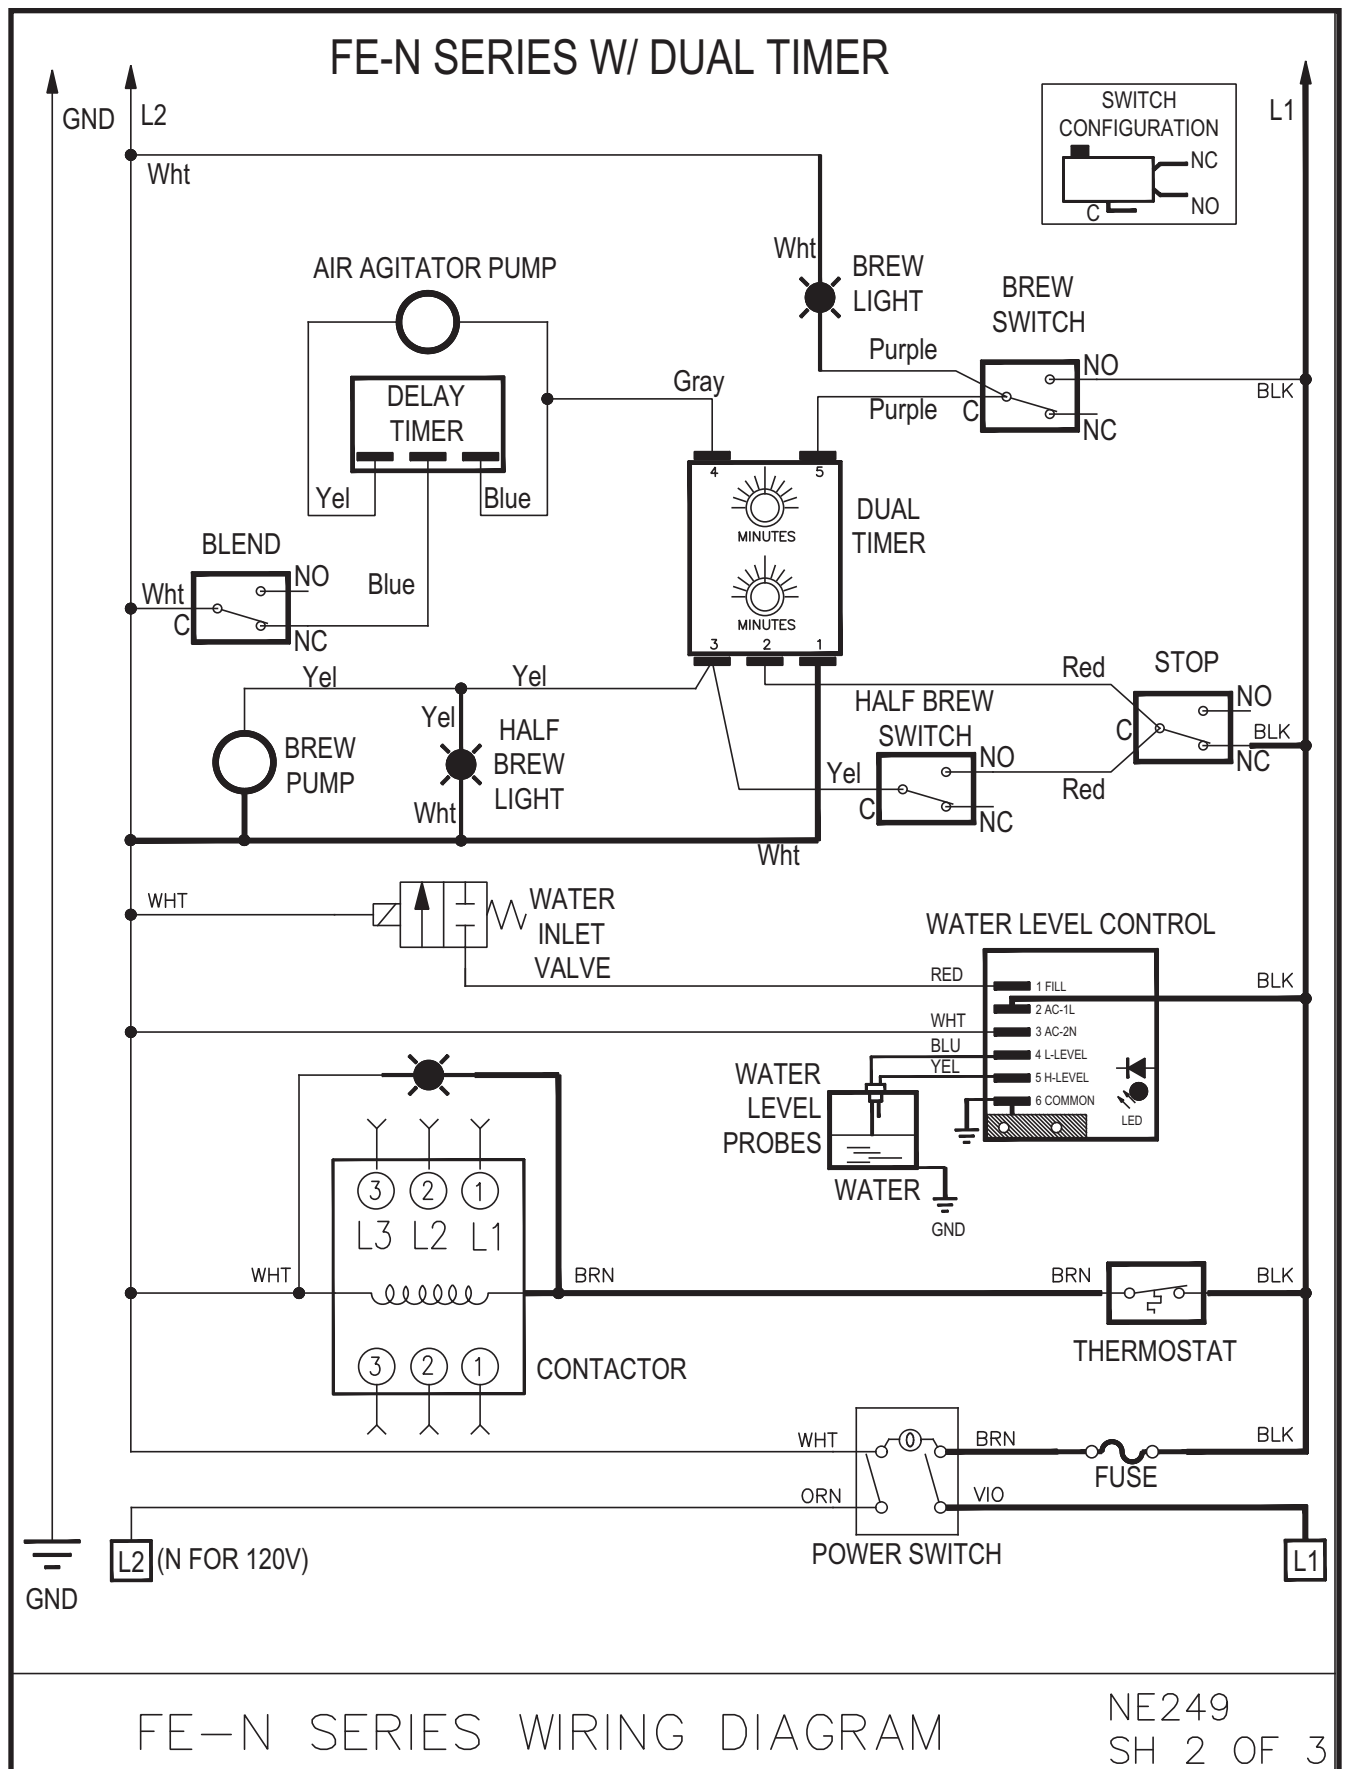 FE-N SERIES W/ DUAL TIMER
GND
L2
L1
SWITCH
CONFIGURATION
NC
NO
C
Wht
Wht
BREW
LIGHT
AIR AGITATOR PUMP
BREW
SWITCH
Purple
NO
BLK
Gray
DELAY
TIMER
Purple
C
NC
4
5
Yel
Blue
MINUTES
DUAL
TIMER
BLEND
NO
Blue
Wht
C
NC
MINUTES
3
2
1
Yel
Yel
Red
STOP
NO
Yel
HALF
BREW
LIGHT
HALF BREW
SWITCH
C
BLK
NC
BREW
PUMP
Yel
NO
Red
Wht
C
NC
Wht
WHT
WATER
INLET
VALVE
WATER LEVEL CONTROL
RED
1 FILL
BLK
2 AC-1L
WHT
3 AC-2N
BLU
4 L-LEVEL
YEL
5 H-LEVEL
6 COMMON
LED
WATER
LEVEL
PROBES
WATER
GND
3
2
1
L3
L2
L1
WHT
BRN
BRN
BLK
THERMOSTAT
3
2
1
CONTACTOR
WHT
BRN
BLK
FUSE
ORN
VIO
POWER SWITCH
L2
(N FOR 120V)
L1
GND
FE-N SERIES WIRING DIAGRAM
NE249
SH 2 OF 3